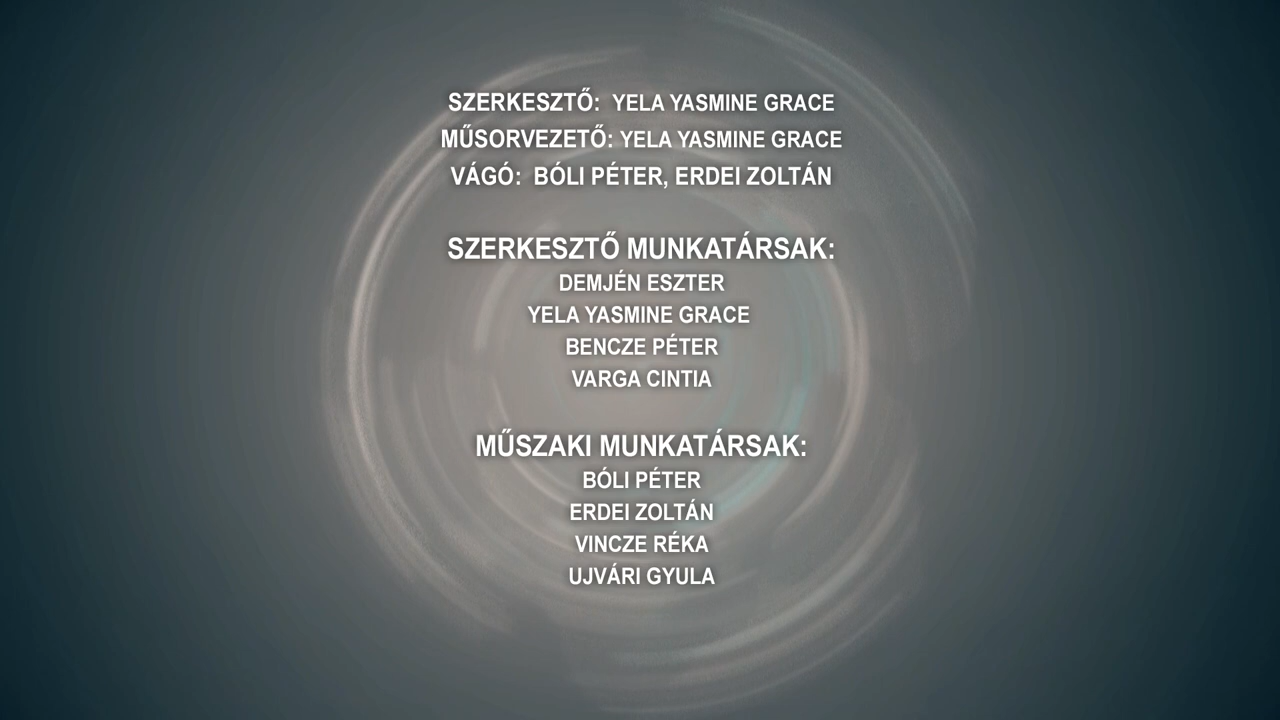 SZERKESZTŐ: YELA YASMINE GRACE
MŰSORVEZETŐ: YELA YASMINE GRACE
VÁGÓ: BÓLI PÉTER, ERDEI ZOLTÁN
SZERKESZTŐ MUNKATÁRSAK:
DEMJÉN ESZTER
YELA YASMINE GRACE
BENCZE PÉTER
VARGA CINTIA
MŰSZAKI MUNKATÁRSAK:
BÓLI PÉTER
ERDEI ZOLTÁN
VINCZE RÉKA
UJVÁRI GYULA